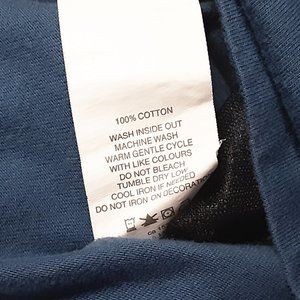 100% COTTON
WASH INSIDE OUT
MACHINE WASH
WARM GENTLE CYCLE
WITH LIKE COLOURS
DO NOT BLEACH
TUMBLE DRY LOW
COOL IRON IF NEEDED
DO NOT IRON ON DECORATION